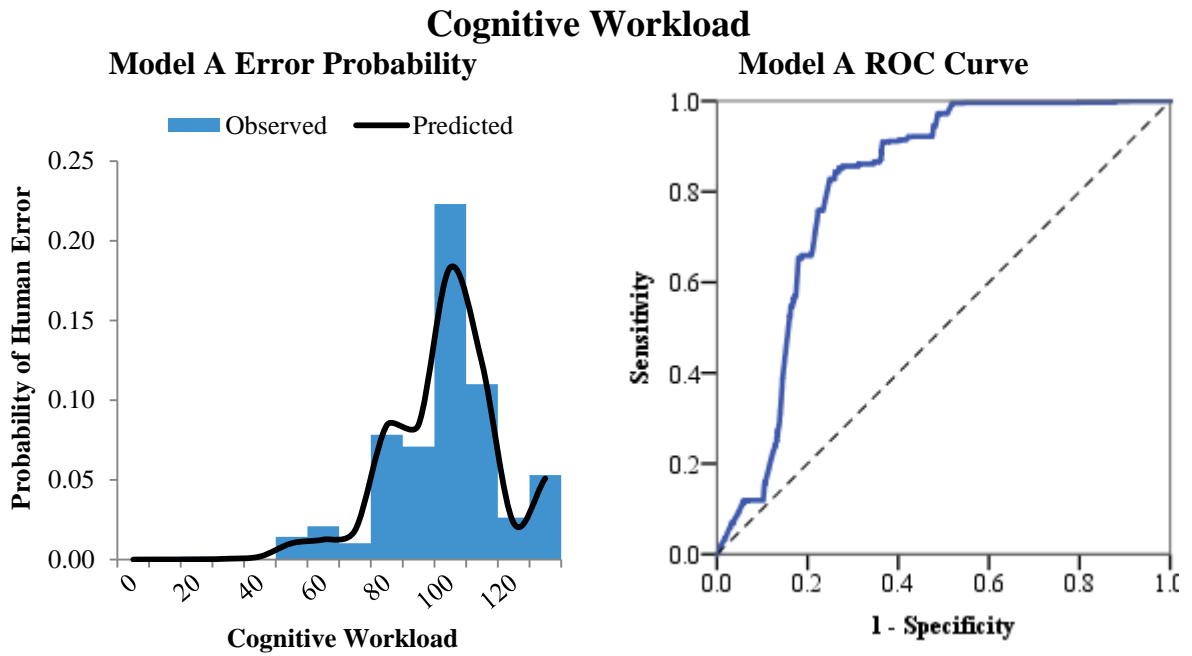 Cognitive Workload
Model A Error Probability
Observed Predicted
0.25
0.20
0.15
0.10
0.05
0.00
Probability of Human Error
0 20 40 60 80 100 120
Cognitive Workload
Model A ROC Curve
1.0
0.8
0.6
0.4
0.2
0.0
Sensitivity
0.0 0.2 0.4 0.6 0.8 1.0
1 - Specificity